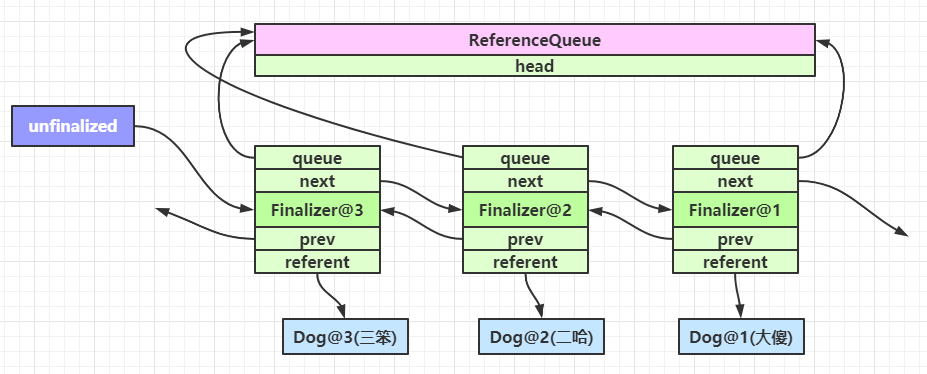 ReferenceQueue
head
unfinalized
queue
next
Finalizer@3
prev
referent
queue
next
Finalizer@2
prev
referent
queue
next
Finalizer@1
prev
referent
Dog@3(三笨)
Dog@2(二哈)
Dog@1(大傻)